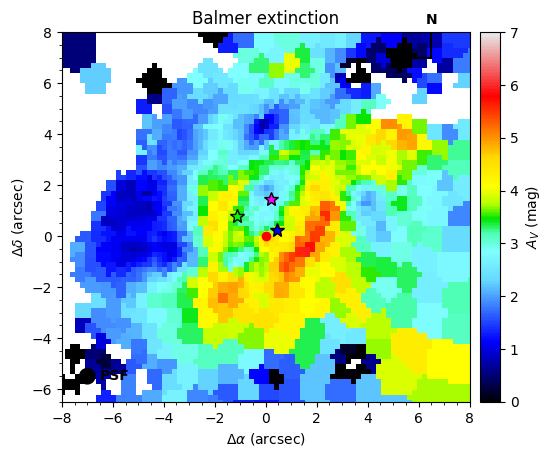 Balmer extinction
N
8
6
4
2
0
−2
−4
−6
−8 −6 −4 −2 0 2 4 6 8
Δα (arcsec)
Δδ (arcsec)
PSF
7
6
5
4
3
2
1
0
A_V (mag)